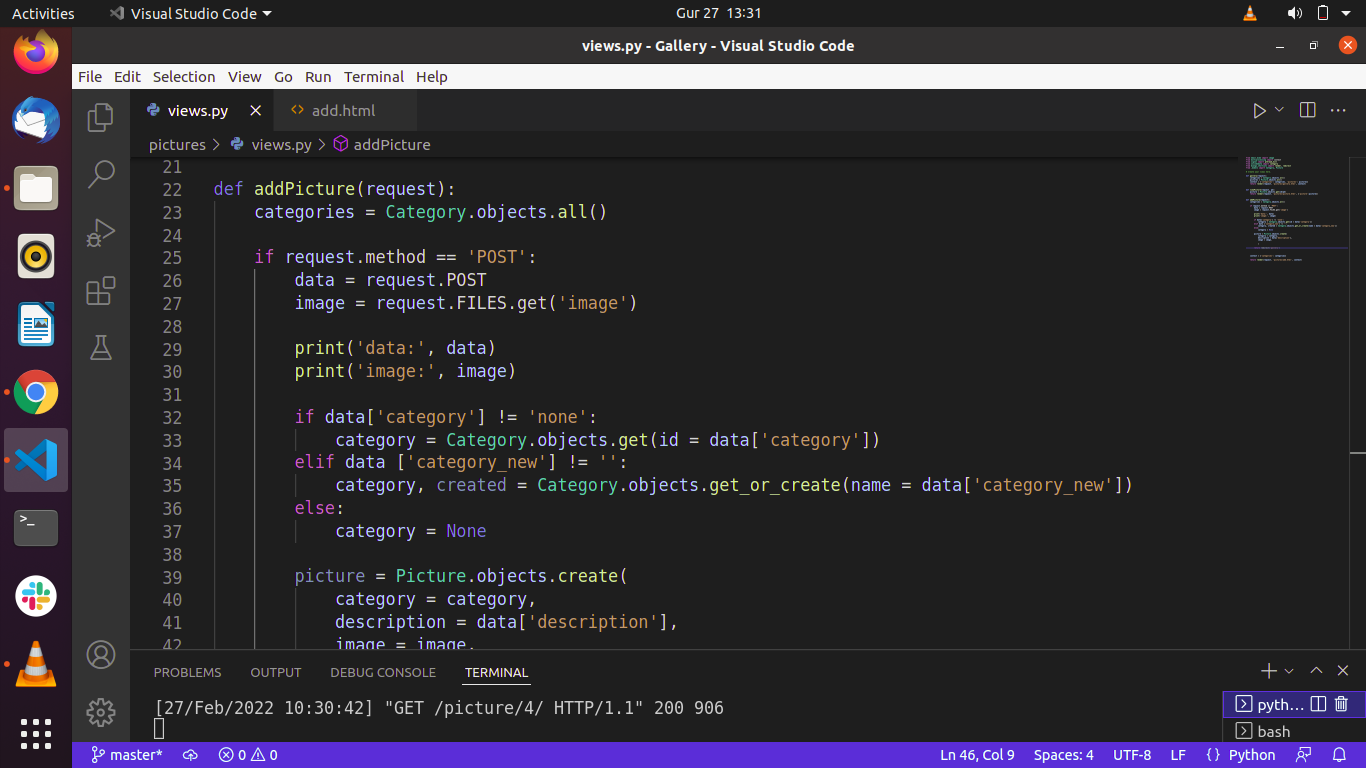 Activities Visual Studio Code Gur 27 13:31
views.py - Gallery - Visual Studio Code
File Edit Selection View Go Run Terminal Help
views.py add.html
pictures > views.py > addPicture
21
22 def addPicture(request):
23 categories = Category.objects.all()
24
25 if request.method == 'POST':
26 data = request.POST
27 image = request.FILES.get('image')
28
29 print('data:', data)
30 print('image:', image)
31
32 if data['category'] != 'none':
33 category = Category.objects.get(id = data['category'])
34 elif data ['category_new'] != '':
35 category, created = Category.objects.get_or_create(name = data['category_new'])
36 else:
37 category = None
38
39 picture = Picture.objects.create(
40 category = category,
41 description = data['description'],
42 image = image,
PROBLEMS OUTPUT DEBUG CONSOLE TERMINAL
[27/Feb/2022 10:30:42] "GET /picture/4/ HTTP/1.1" 200 906
pyth...
bash
master* 0 0 Ln 46, Col 9 Spaces: 4 UTF-8 LF {} Python